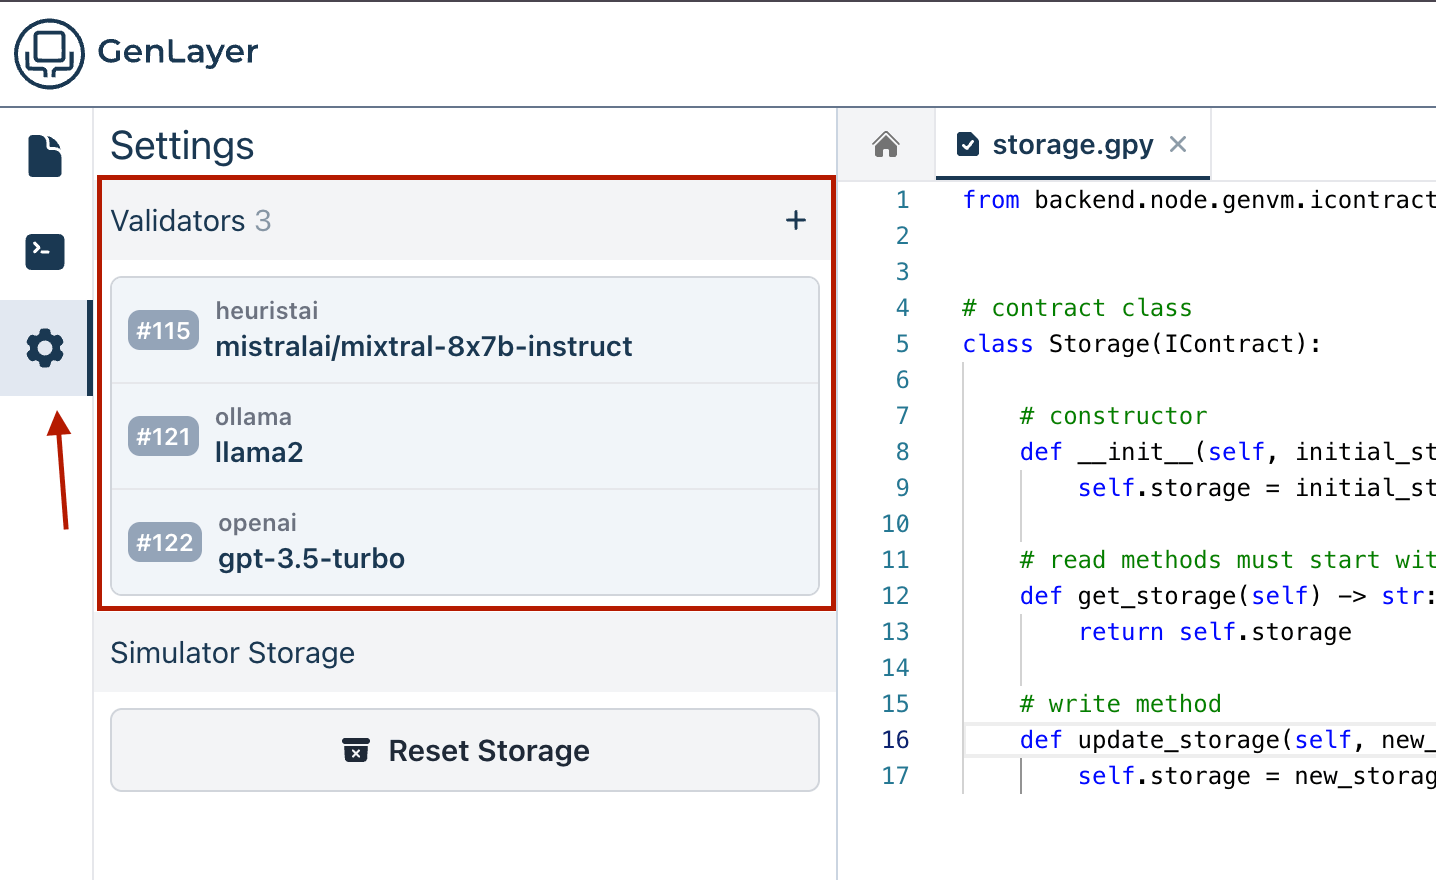 GenLayer
Settings
Validators 3
+
#115
heuristai
mistralai/mixtral-8x7b-instruct
#121
ollama
llama2
#122
openai
gpt-3.5-turbo
Simulator Storage
Reset Storage
storage.gpy
1 from backend.node.genvm.icontract
2
3
4 # contract class
5 class Storage(IContract):
6
7     # constructor
8     def __init__(self, initial_st
9         self.storage = initial_st
10
11     # read methods must start wit
12     def get_storage(self) -> str:
13         return self.storage
14
15     # write method
16     def update_storage(self, new_
17         self.storage = new_storag